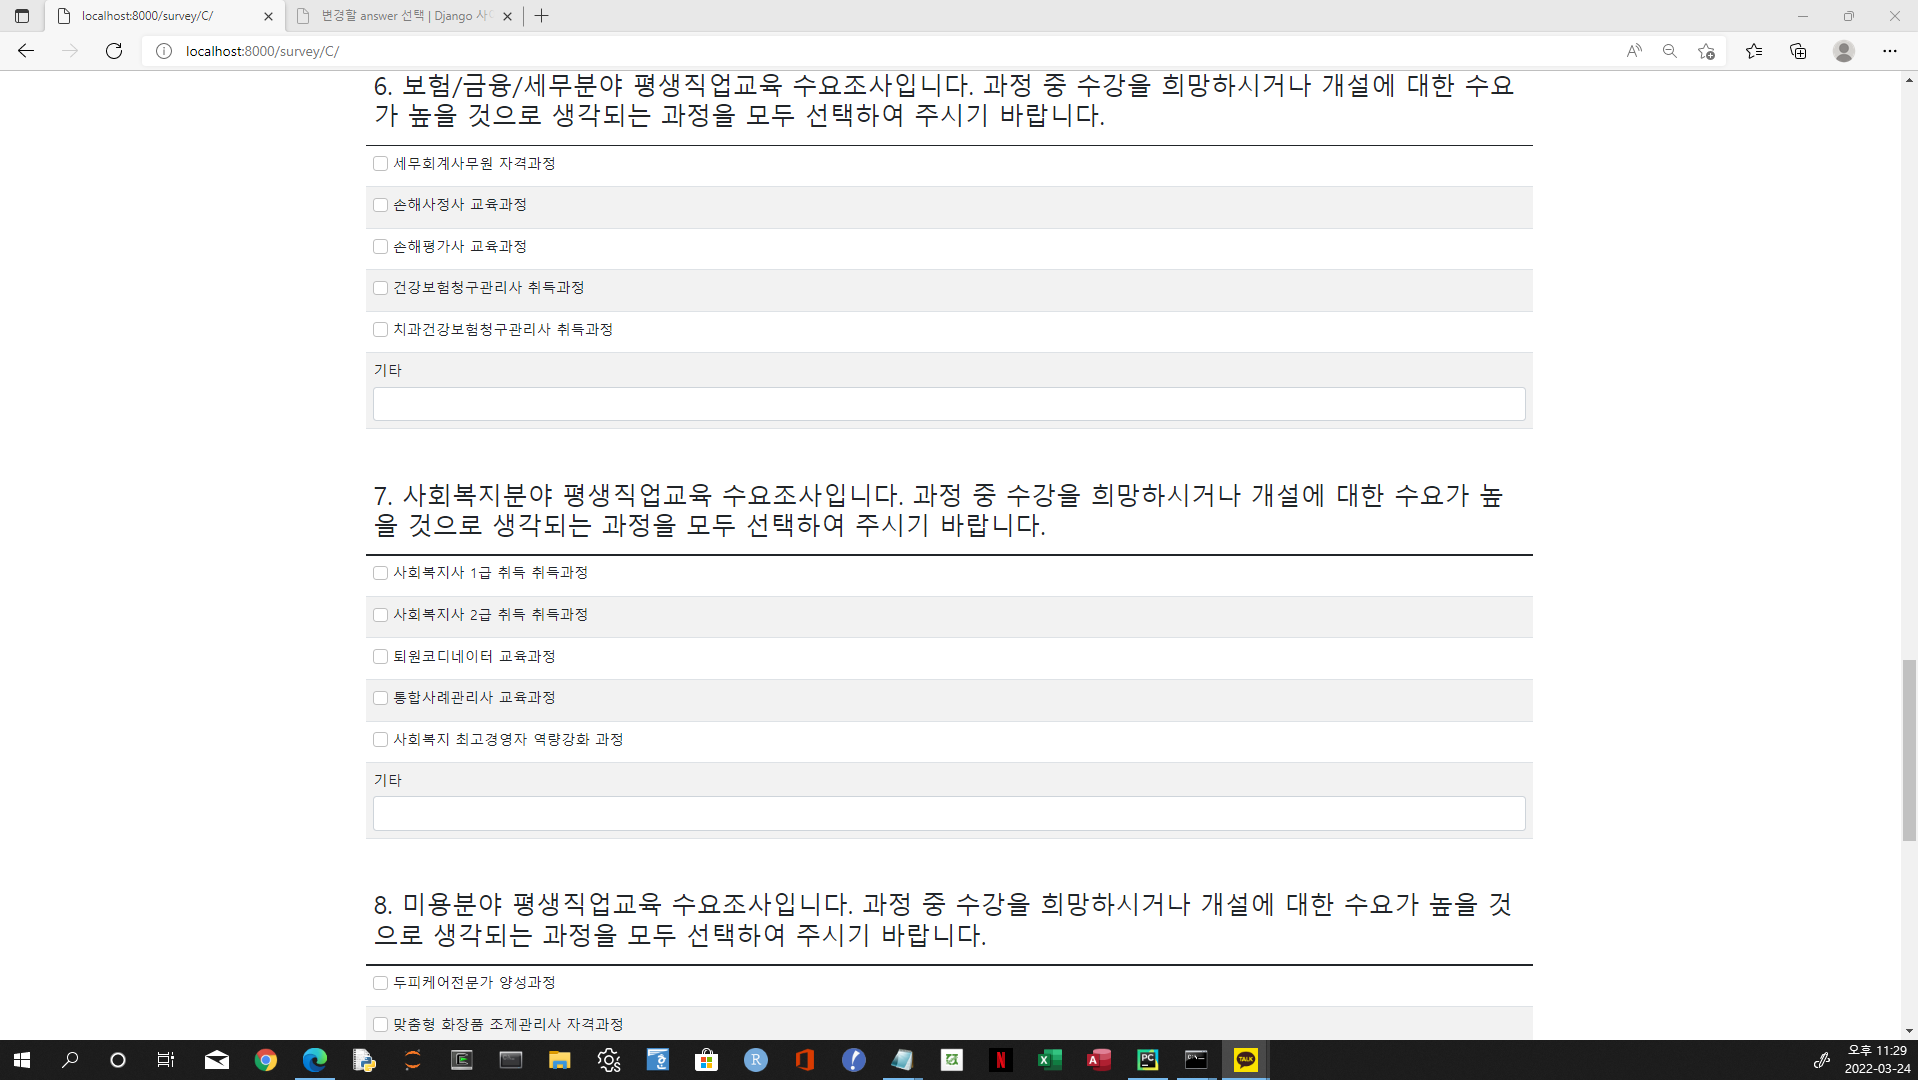 localhost:8000/survey/C/
변경할 answer 선택 | Django 사
localhost:8000/survey/C/
6. 보험/금융/세무분야 평생직업교육 수요조사입니다. 과정 중 수강을 희망하시거나 개설에 대한 수요
가 높을 것으로 생각되는 과정을 모두 선택하여 주시기 바랍니다.
세무회계사무원 자격과정
손해사정사 교육과정
손해평가사 교육과정
건강보험청구관리사 취득과정
치과건강보험청구관리사 취득과정
기타
7. 사회복지분야 평생직업교육 수요조사입니다. 과정 중 수강을 희망하시거나 개설에 대한 수요가 높
을 것으로 생각되는 과정을 모두 선택하여 주시기 바랍니다.
사회복지사 1급 취득 취득과정
사회복지사 2급 취득 취득과정
퇴원코디네이터 교육과정
통합사례관리사 교육과정
사회복지 최고경영자 역량강화 과정
기타
8. 미용분야 평생직업교육 수요조사입니다. 과정 중 수강을 희망하시거나 개설에 대한 수요가 높을 것
으로 생각되는 과정을 모두 선택하여 주시기 바랍니다.
두피케어전문가 양성과정
맞춤형 화장품 조제관리사 자격과정
오후 11:29
2022-03-24